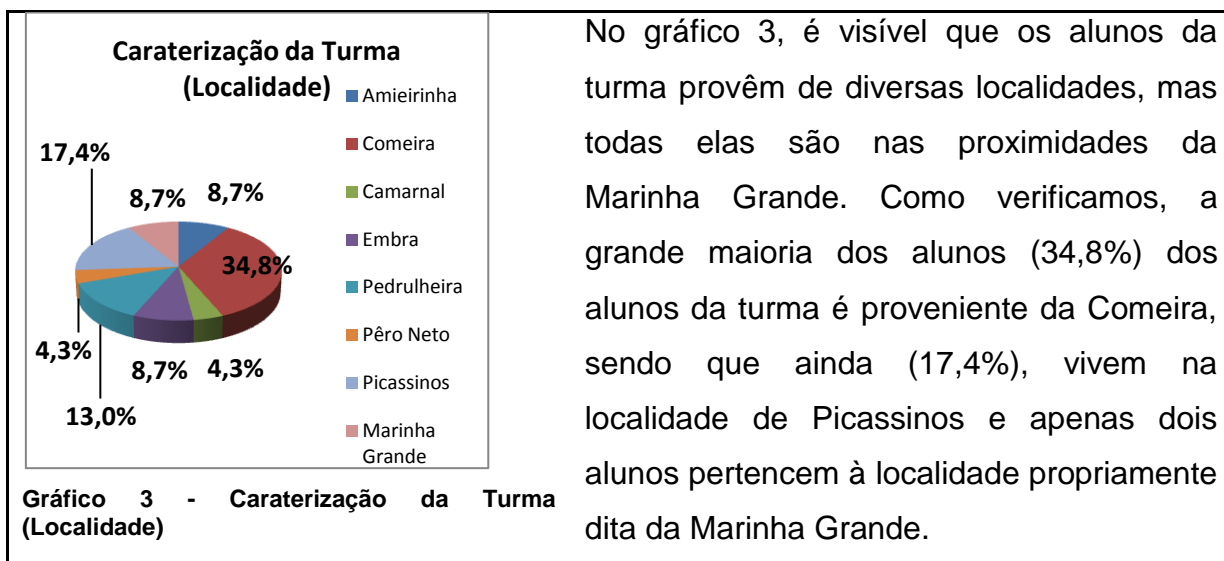 Caraterização da Turma
(Localidade)
Amieirinha
Comeira
Camarnal
Embra
Pedrulheira
Pêro Neto
Picassinos
Marinha
Grande
17,4%
8,7%
8,7%
34,8%
4,3%
8,7%
4,3%
13,0%
Gráfico 3 - Caraterização da Turma
(Localidade)
No gráfico 3, é visível que os alunos da
turma provêm de diversas localidades, mas
todas elas são nas proximidades da
Marinha Grande. Como verificamos, a
grande maioria dos alunos (34,8%) dos
alunos da turma é proveniente da Comeira,
sendo que ainda (17,4%), vivem na
localidade de Picassinos e apenas dois
alunos pertencem à localidade propriamente
dita da Marinha Grande.